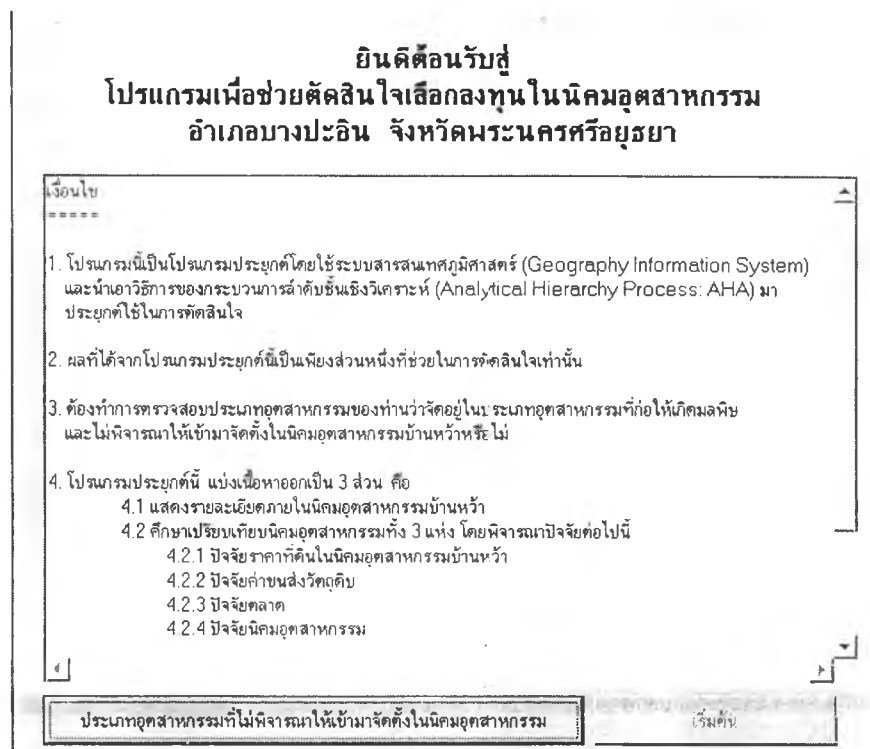 ยินดีต้อนรับสู่
โปรแกรมเพื่อช่วยตัดสินใจเลือกลงทุนในนิคมอุตสาหกรรม
อำเภอบางปะอิน จังหวัดพระนครศรีอยุธยา
เงื่อนไข
=====
1. โปรแกรมนี้เป็นโปรแกรมประยุกต์โดยใช้ระบบสารสนเทศภูมิศาสตร์ (Geography Information System)
และนำเอาวิธีการของกระบวนการลำดับชั้นเชิงวิเคราะห์ (Analytical Hierarchy Process: AHA) มา
ประยุกต์ใช้ในการตัดสินใจ
2. ผลที่ได้จากโปรแกรมประยุกต์นี้เป็นเพียงส่วนหนึ่งที่ช่วยในการตัดสินใจเท่านั้น
3. ต้องทำการตรวจสอบประเภทอุตสาหกรรมของท่านว่าจัดอยู่ในประเภทอุตสาหกรรมที่ก่อให้เกิดมลพิษ
และไม่พิจารณาให้เข้ามาจัดตั้งในนิคมอุตสาหกรรมบ้านหว้าหรือไม่
4. โปรแกรมประยุกต์นี้ แบ่งเนื้อหาออกเป็น 3 ส่วน คือ
4.1 แสดงรายละเอียดภายในนิคมอุตสาหกรรมบ้านหว้า
4.2 ศึกษาเปรียบเทียบนิคมอุตสาหกรรมทั้ง 3 แห่ง โดยพิจารณาปัจจัยต่อไปนี้
4.2.1 ปัจจัยราคาที่ดินในนิคมอุตสาหกรรมบ้านหว้า
4.2.2 ปัจจัยค่าขนส่งวัตถุดิบ
4.2.3 ปัจจัยตลาด
4.2.4 ปัจจัยนิคมอุตสาหกรรม
ประเภทอุตสาหกรรมที่ไม่พิจารณาให้เข้ามาจัดตั้งในนิคมอุตสาหกรรม
เริ่มต้น